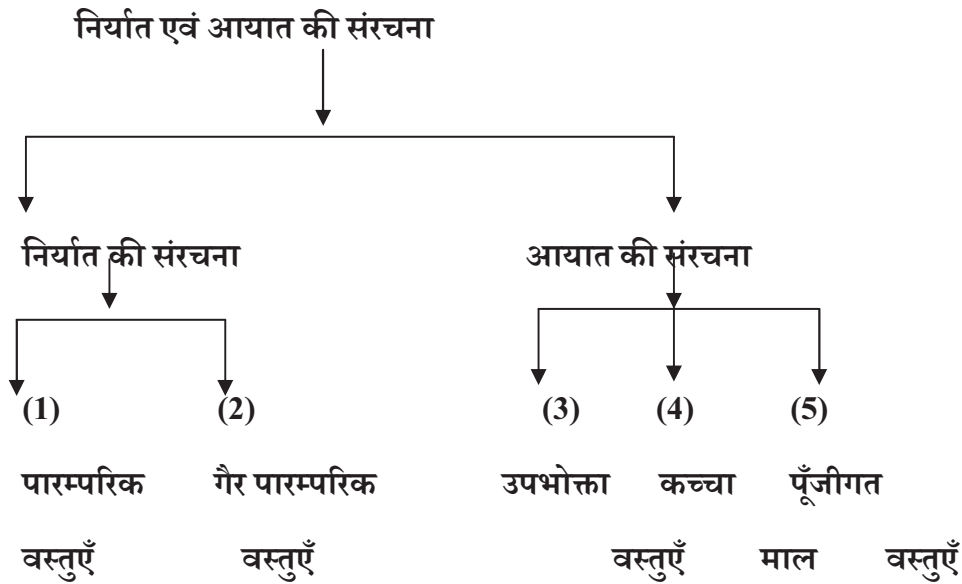 निर्यात एवं आयात की संरचना
निर्यात की संरचना आयात की संरचना
(1) (2) (3) (4) (5)
पारम्परिक गैर पारम्परिक उपभोक्ता कच्चा पूँजीगत
वस्तुएँ वस्तुएँ वस्तुएँ माल वस्तुएँ